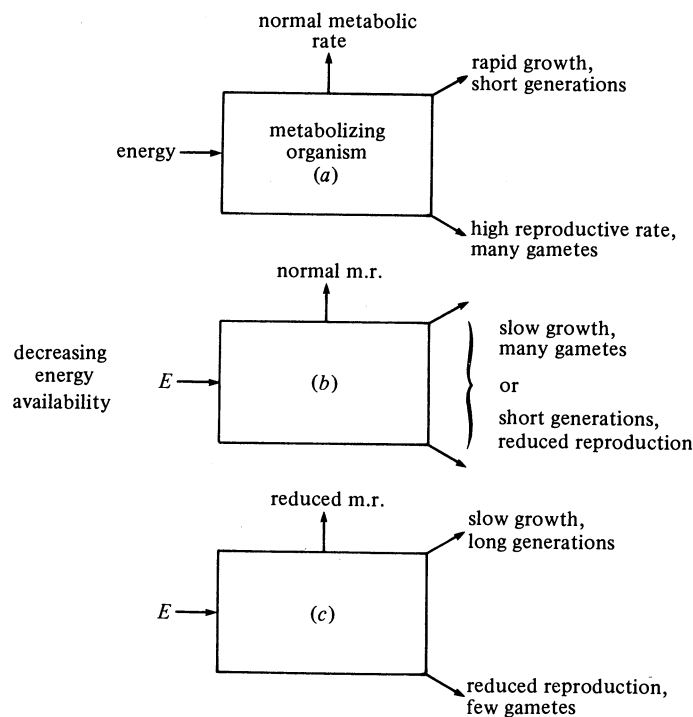 normal metabolic
rate
rapid growth,
short generations
energy
metabolizing
organism
(a)
high reproductive rate,
many gametes
normal m.r.
decreasing
energy
availability
E
(b)
slow growth,
many gametes
or
short generations,
reduced reproduction
reduced m.r.
slow growth,
long generations
E
(c)
reduced reproduction,
few gametes